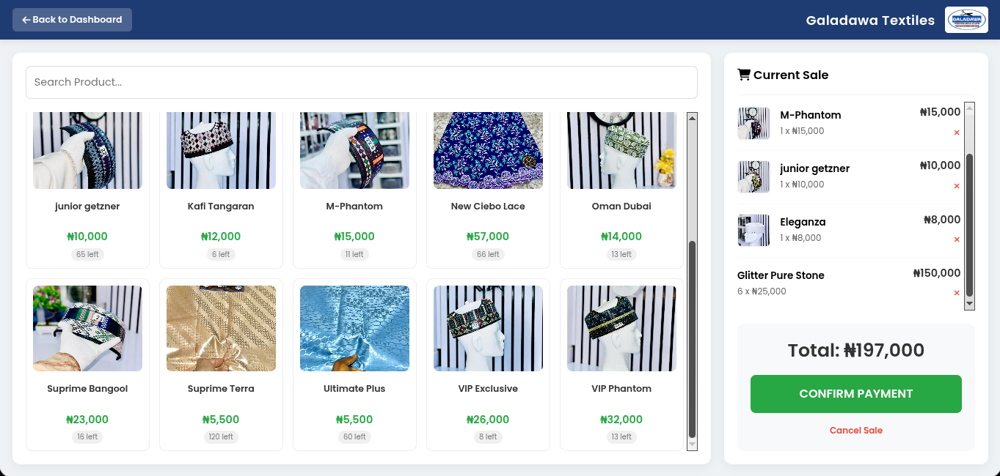 ← Back to Dashboard
Galadawa Textiles
GALADAWA
Search Product...
junior getzner
₦10,000
65 left
Kafi Tangaran
₦12,000
6 left
M-Phantom
₦15,000
11 left
New Ciebo Lace
₦57,000
66 left
Oman Dubai
₦14,000
13 left
Suprime Bangool
₦23,000
16 left
Suprime Terra
₦5,500
120 left
Ultimate Plus
₦5,500
60 left
VIP Exclusive
₦26,000
8 left
VIP Phantom
₦32,000
13 left
Current Sale
M-Phantom
₦15,000
1 x ₦15,000
×
junior getzner
₦10,000
1 x ₦10,000
×
Eleganza
₦8,000
1 x ₦8,000
×
Glitter Pure Stone
₦150,000
6 x ₦25,000
×
Total: ₦197,000
CONFIRM PAYMENT
Cancel Sale